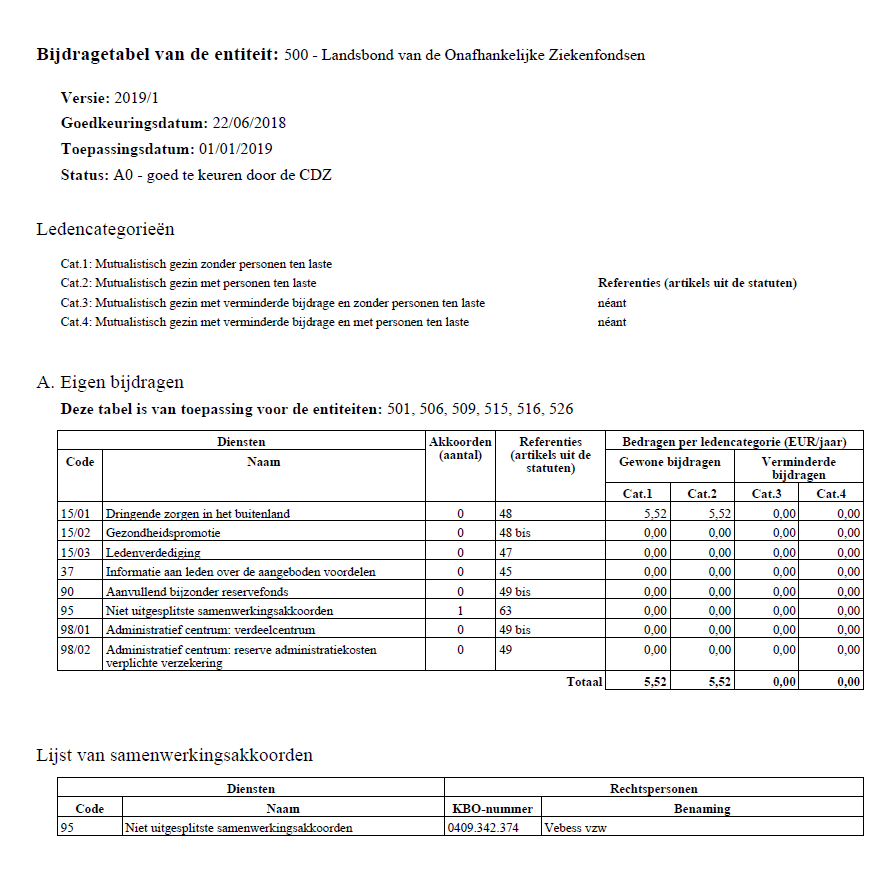 Bijdragetabel van de entiteit: 500 - Landsbond van de Onafhankelijke Ziekenfondsen
Versie: 2019/1
Goedkeuringsdatum: 22/06/2018
Toepassingsdatum: 01/01/2019
Status: A0 - goed te keuren door de CDZ
Ledencategorieën
Cat.1: Mutualistisch gezin zonder personen ten laste
Cat.2: Mutualistisch gezin met personen ten laste Referenties (artikels uit de statuten)
Cat.3: Mutualistisch gezin met verminderde bijdrage en zonder personen ten laste néant
Cat.4: Mutualistisch gezin met verminderde bijdrage en met personen ten laste néant
A. Eigen bijdragen
Deze tabel is van toepassing voor de entiteiten: 501, 506, 509, 515, 516, 526
Diensten Akkoorden (aantal) Referenties (artikels uit de statuten) Bedragen per ledencategorie (EUR/jaar)
Code Naam Gewone bijdragen Verminderde bijdragen
Cat.1 Cat.2 Cat.3 Cat.4
15/01 Dringende zorgen in het buitenland 0 48 5,52 5,52 0,00 0,00
15/02 Gezondheidspromotie 0 48 bis 0,00 0,00 0,00 0,00
15/03 Ledenverdediging 0 47 0,00 0,00 0,00 0,00
37 Informatie aan leden over de aangeboden voordelen 0 45 0,00 0,00 0,00 0,00
90 Aanvullend bijzonder reservefonds 0 49 bis 0,00 0,00 0,00 0,00
95 Niet uitgesplitste samenwerkingsakkoorden 1 63 0,00 0,00 0,00 0,00
98/01 Administratief centrum: verdeelcentrum 0 49 bis 0,00 0,00 0,00 0,00
98/02 Administratief centrum: reserve administratiekosten 0 49 0,00 0,00 0,00 0,00
verplichte verzekering
Totaal 5,52 5,52 0,00 0,00
Lijst van samenwerkingsakkoorden
Diensten Rechtspersonen
Code Naam KBO-nummer Benaming
95 Niet uitgesplitste samenwerkingsakkoorden 0409.342.374 Vebess vzw